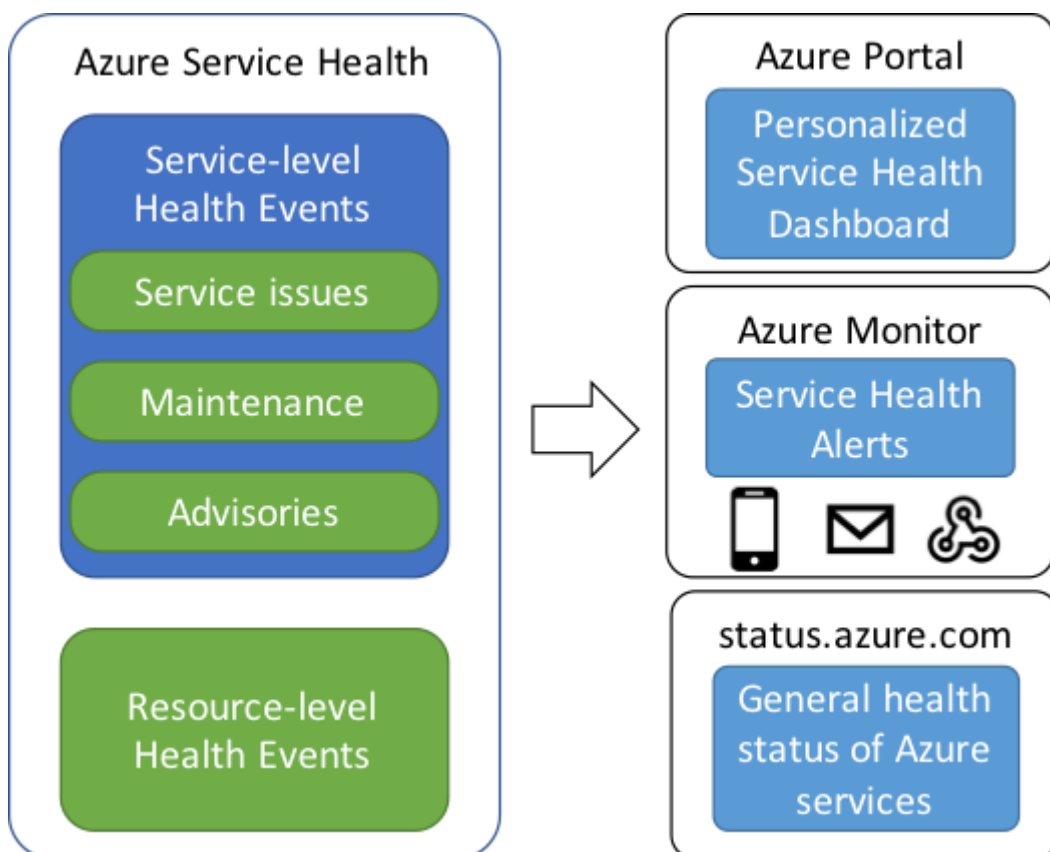 Azure Service Health
Service-level
Health Events
Service issues
Maintenance
Advisories
Resource-level
Health Events
Azure Portal
Personalized
Service Health
Dashboard
Azure Monitor
Service Health
Alerts
status.azure.com
General health
status of Azure
services